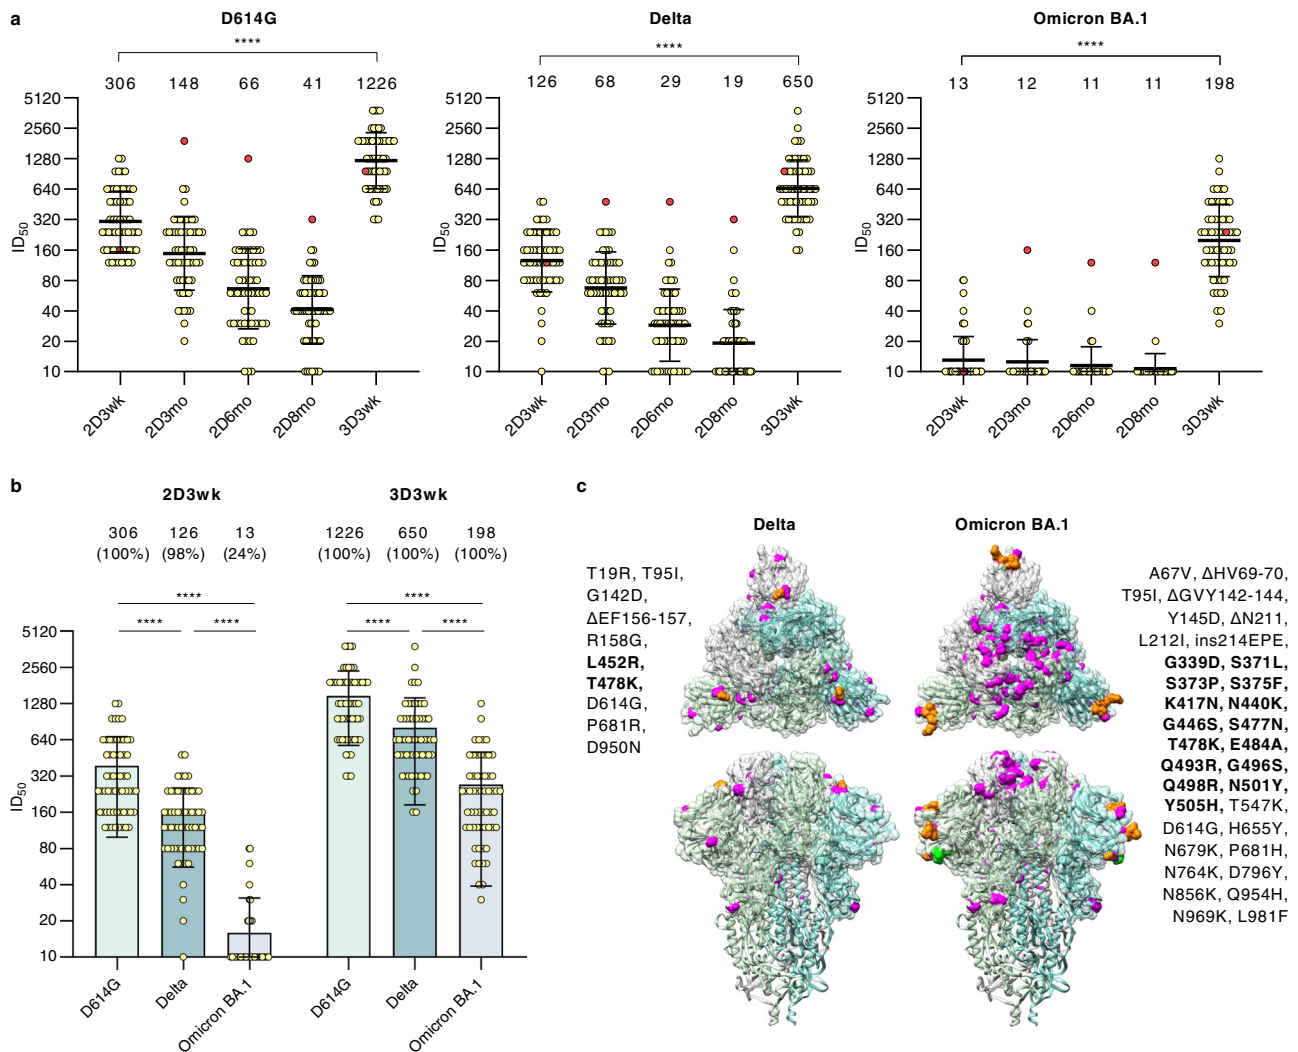 a
D614G
****
306 148 66 41 1226
5120
2560
1280
640
320
160
80
40
20
10
ID50
2D3wk
2D3mo
2D6mo
2D8mo
3D3wk
Delta
****
126 68 29 19 650
5120
2560
1280
640
320
160
80
40
20
10
ID50
2D3wk
2D3mo
2D6mo
2D8mo
3D3wk
Omicron BA.1
****
13 12 11 11 198
5120
2560
1280
640
320
160
80
40
20
10
ID50
2D3wk
2D3mo
2D6mo
2D8mo
3D3wk
b
2D3wk 3D3wk
306 126 13 1226 650 198
(100%) (98%) (24%) (100%) (100%) (100%)
**** ****
**** **** **** ****
5120
2560
1280
640
320
160
80
40
20
10
ID50
D614G
Delta
Omicron BA.1
D614G
Delta
Omicron BA.1
c
Delta
T19R, T95I,
G142D,
ΔEF156-157,
R158G,
L452R,
T478K,
D614G,
P681R,
D950N
Omicron BA.1
A67V, ΔHV69-70,
T95I, ΔGVY142-144,
Y145D, ΔN211,
L212I, ins214EPE,
G339D, S371L,
S373P, S375F,
K417N, N440K,
G446S, S477N,
T478K, E484A,
Q493R, G496S,
Q498R, N501Y,
Y505H, T547K,
D614G, H655Y,
N679K, P681H,
N764K, D796Y,
N856K, Q954H,
N969K, L981F